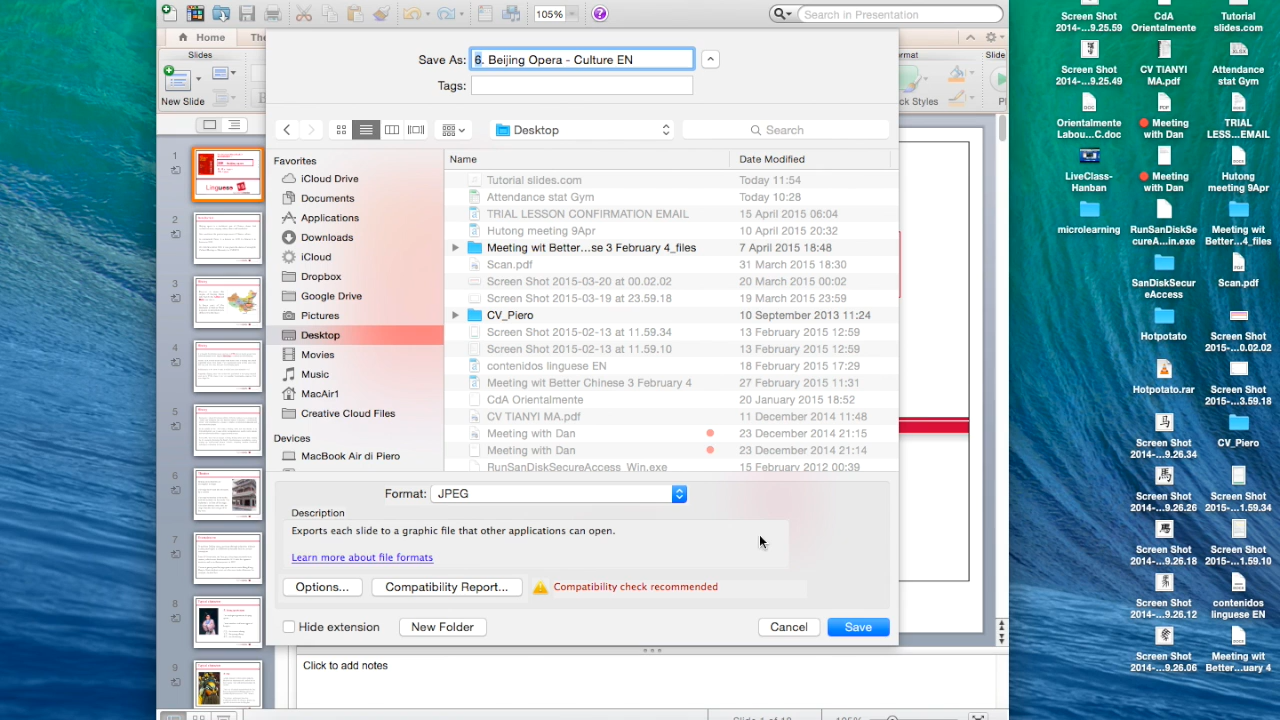 105%
Search in Presentation
Home
Slides
New Slide
Save As: 6. Beijing Opera - Culture EN
Tags:
Desktop
Search
Favorites
iCloud Drive
Documents
Applications
Downloads
iCloud
Dropbox
Google Drive
Pictures
Desktop
Movies
Music
MacAir1
Creative Cloud Files
Devices
MacBook Air di Piero
Name
Date Modified
Tutorial slides.com
Today 11:54
Attendance stat Gym
Today 10:28
TRIAL LESSON CONFIRMATION EMAIL
15 April 2015 06:04
Hutong meeting 9Apr
10 April 2015 20:32
Meeting wit Better...se 3 February 4_files
7 April 2015 18:48
Scan.pdf
31 March 2015 18:30
Screen Shot 2015-03-20 at 00.02.02
20 March 2015 00:02
Screen Shot 2015-03-19 at 23.59.18
19 March 2015 23:59
CV_Piero
10 September 2013 11:24
Screen Shot 2015-02-13 at 11.59.34
13 February 2015 12:59
Screen Shot 2015-02-13 at 11.59.10
13 February 2015 12:59
contenidos linguese EN
18 February 2015 17:29
Meeting wit Better Chinese 3 February 4
27 February 2015 11:31
CdA Orientalmente
20 January 2015 18:52
CV TIANYI MA.pdf
11 December 2014 11:48
Meeting with Dan
23 December 2014 21:15
Meeting with Dan
23 December 2014 21:14
RunSanDiskSecureAccess_Win.exe
15 February 2012 00:39
Format: JPEG
Description
Exports each slide to a graphic file that other applications can open.
Learn more about file formats
Options...
Compatibility Report...
Compatibility check recommended
Hide extension
New Folder
Cancel
Save
Click to add notes
1
2
3
4
5
6
7
8
9
Screen Shot
2014-...9.25.59
CdA
Orientalmente
Tutorial
slides.com
Screen Shot
2014-...9.25.49
CV TIANYI
MA.pdf
Attendance
stat Gym
Orientalmente
Labou...C.doc
Meeting
with Dan
TRIAL
LESS...EMAIL
LiveClass-
Hanban
Meeting
with Dan
Hutong
meeting 9Apr
microlearning
RunSanDiskSe
cureA...in.exe
Meeting wit
Better...4_files
SanDiskSecur
eAccess
Scan.pdf
Hotpotato
Screen Shot
2015-...0.02.02
Hotpotato.rar
Screen Shot
2015-...3.59.18
马
Screen Shot
2014-...9.26.34
CV_Piero
Screen Shot
2014-...9.26.26
Screen Shot
2015-...1.59.34
馬
Screen Shot
2014-...9.26.18
Screen Shot
2015-...1.59.10
Screen Shot
2014-...9.26.12
contenidos
linguese EN
Screen Shot
2014-...9.26.06
Meeting wit
Better...uary 4